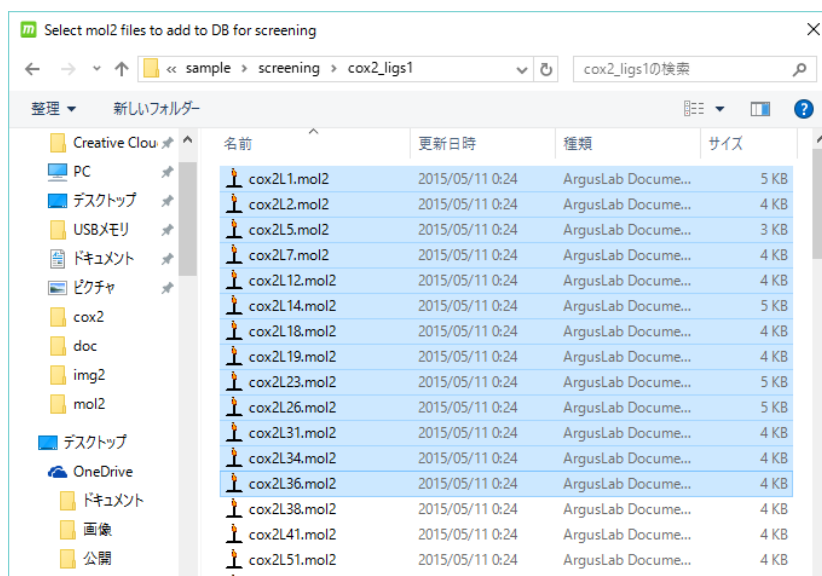 Select mol2 files to add to DB for screening
« sample › screening › cox2_ligs1
cox2_ligs1の検索
整理 新しいフォルダー
Creative Clou
PC
デスクトップ
USBメモリ
ドキュメント
ピクチャ
cox2
doc
img2
mol2
デスクトップ
OneDrive
ドキュメント
画像
公開
名前 更新日時 種類 サイズ
cox2L1.mol2 2015/05/11 0:24 ArgusLab Docume... 5 KB
cox2L2.mol2 2015/05/11 0:24 ArgusLab Docume... 4 KB
cox2L5.mol2 2015/05/11 0:24 ArgusLab Docume... 3 KB
cox2L7.mol2 2015/05/11 0:24 ArgusLab Docume... 4 KB
cox2L12.mol2 2015/05/11 0:24 ArgusLab Docume... 4 KB
cox2L14.mol2 2015/05/11 0:24 ArgusLab Docume... 5 KB
cox2L18.mol2 2015/05/11 0:24 ArgusLab Docume... 4 KB
cox2L19.mol2 2015/05/11 0:24 ArgusLab Docume... 4 KB
cox2L23.mol2 2015/05/11 0:24 ArgusLab Docume... 5 KB
cox2L26.mol2 2015/05/11 0:24 ArgusLab Docume... 5 KB
cox2L31.mol2 2015/05/11 0:24 ArgusLab Docume... 4 KB
cox2L34.mol2 2015/05/11 0:24 ArgusLab Docume... 4 KB
cox2L36.mol2 2015/05/11 0:24 ArgusLab Docume... 4 KB
cox2L38.mol2 2015/05/11 0:24 ArgusLab Docume... 4 KB
cox2L41.mol2 2015/05/11 0:24 ArgusLab Docume... 4 KB
cox2L51.mol2 2015/05/11 0:24 ArgusLab Docume... 4 KB